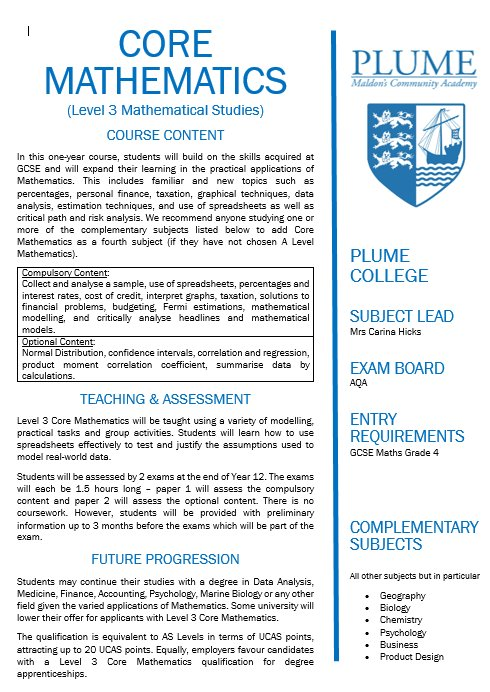 CORE
MATHEMATICS
(Level 3 Mathematical Studies)
COURSE CONTENT
In this one-year course, students will build on the skills acquired at
GCSE and will expand their learning in the practical applications of
Mathematics. This includes familiar and new topics such as
percentages, personal finance, taxation, graphical techniques, data
analysis, estimation techniques, and use of spreadsheets as well as
critical path and risk analysis. We recommend anyone studying one or
more of the complementary subjects listed below to add Core
Mathematics as a fourth subject (if they have not chosen A Level
Mathematics).
Compulsory Content:
Collect and analyse a sample, use of spreadsheets, percentages and
interest rates, cost of credit, interpret graphs, taxation, solutions to
financial problems, budgeting, Fermi estimations, mathematical
modelling, and critically analyse headlines and mathematical
models.
Optional Content:
Normal Distribution, confidence intervals, correlation and regression,
product moment correlation coefficient, summarise data by
calculations.
TEACHING & ASSESSMENT
Level 3 Core Mathematics will be taught using a variety of modelling,
practical tasks and group activities. Students will learn how to use
spreadsheets effectively to test and justify the assumptions used to
model real-world data.
Students will be assessed by 2 exams at the end of Year 12. The exams
will each be 1.5 hours long – paper 1 will assess the compulsory
content and paper 2 will assess the optional content. There is no
coursework. However, students will be provided with preliminary
information up to 3 months before the exams which will be part of the
exam.
FUTURE PROGRESSION
Students may continue their studies with a degree in Data Analysis,
Medicine, Finance, Accounting, Psychology, Marine Biology or any other
field given the varied applications of Mathematics. Some university will
lower their offer for applicants with Level 3 Core Mathematics.
The qualification is equivalent to AS Levels in terms of UCAS points,
attracting up to 20 UCAS points. Equally, employers favour candidates
with a Level 3 Core Mathematics qualification for degree
apprenticeships.
PLUME
Maldon's Community Academy
PLUME
COLLEGE
SUBJECT LEAD
Mrs Carina Hicks
EXAM BOARD
AQA
ENTRY
REQUIREMENTS
GCSE Maths Grade 4
COMPLEMENTARY
SUBJECTS
All other subjects but in particular
• Geography
• Biology
• Chemistry
• Psychology
• Business
• Product Design